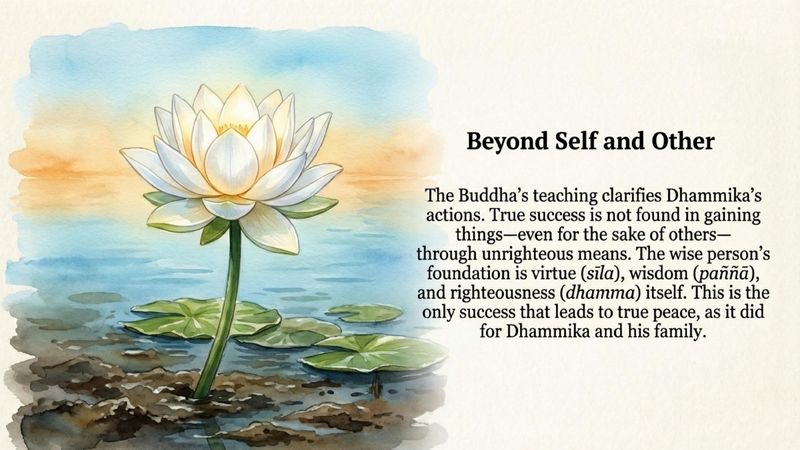 Beyond Self and Other
The Buddha’s teaching clarifies Dhammika’s
actions. True success is not found in gaining
things—even for the sake of others—
through unrighteous means. The wise person’s
foundation is virtue (sīla), wisdom (paññā),
and righteousness (dhamma) itself. This is the
only success that leads to true peace, as it did
for Dhammika and his family.